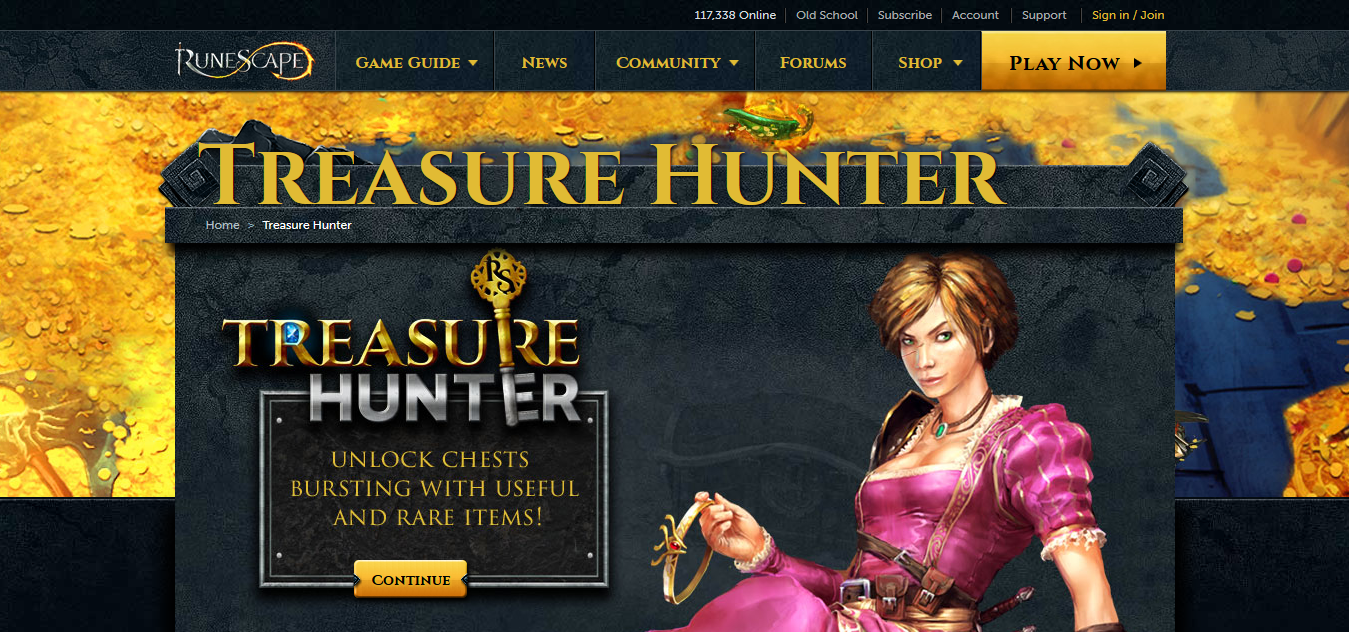 117,338 Online Old School Subscribe Account Support Sign in / Join
RUNESCAPE GAME GUIDE NEWS COMMUNITY FORUMS SHOP PLAY NOW
TREASURE HUNTER
Home > Treasure Hunter
RS
TREASURE
HUNTER
UNLOCK CHESTS
BURSTING WITH USEFUL
AND RARE ITEMS!
CONTINUE